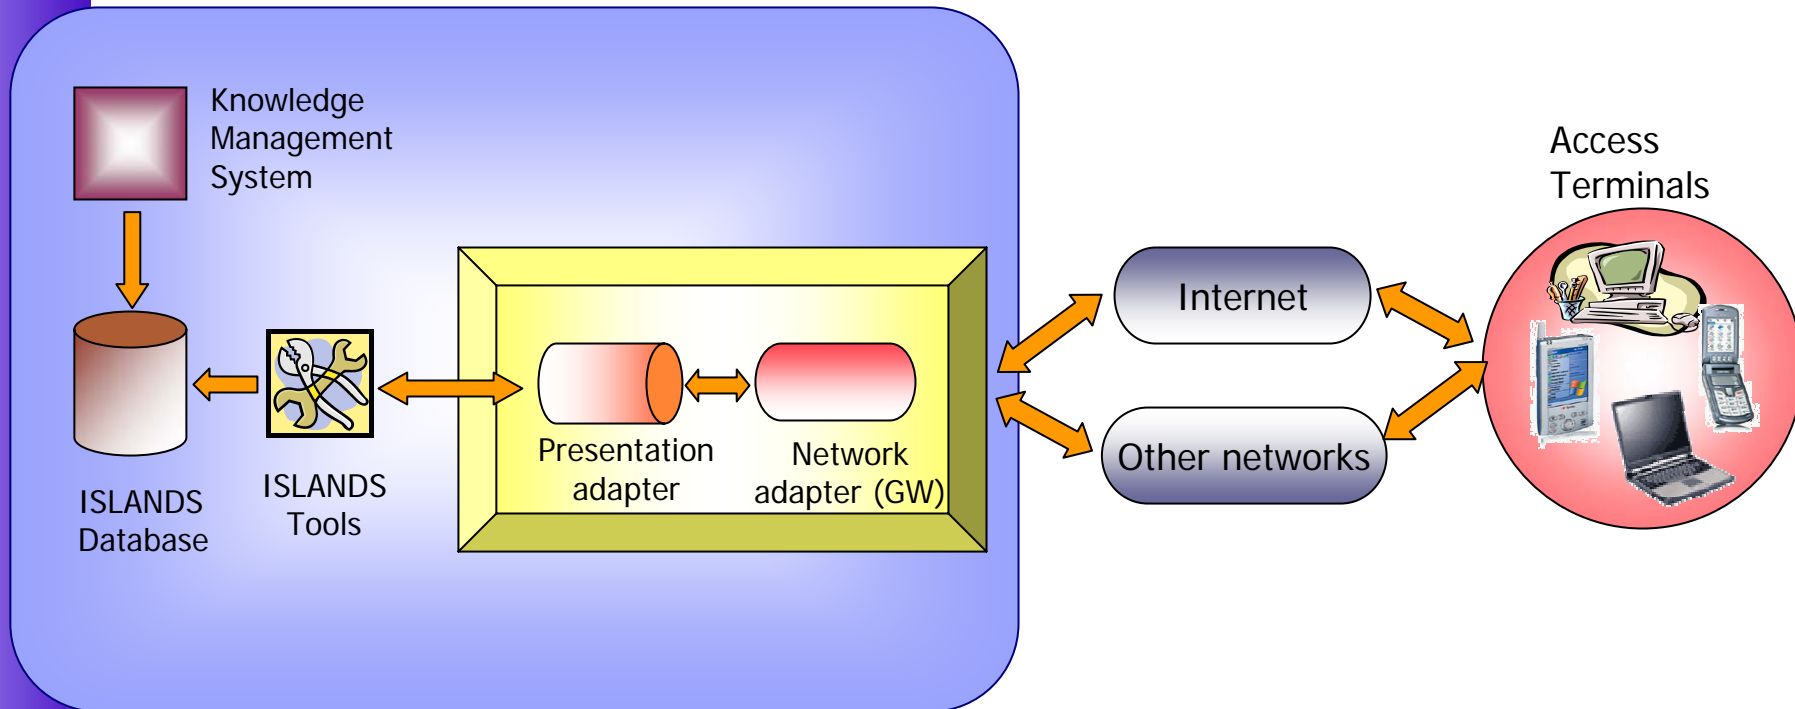 Knowledge
Management
System
Access
Terminals
Internet
Presentation
adapter
Network
adapter (GW)
Other networks
ISLANDS
Tools
ISLANDS
Database